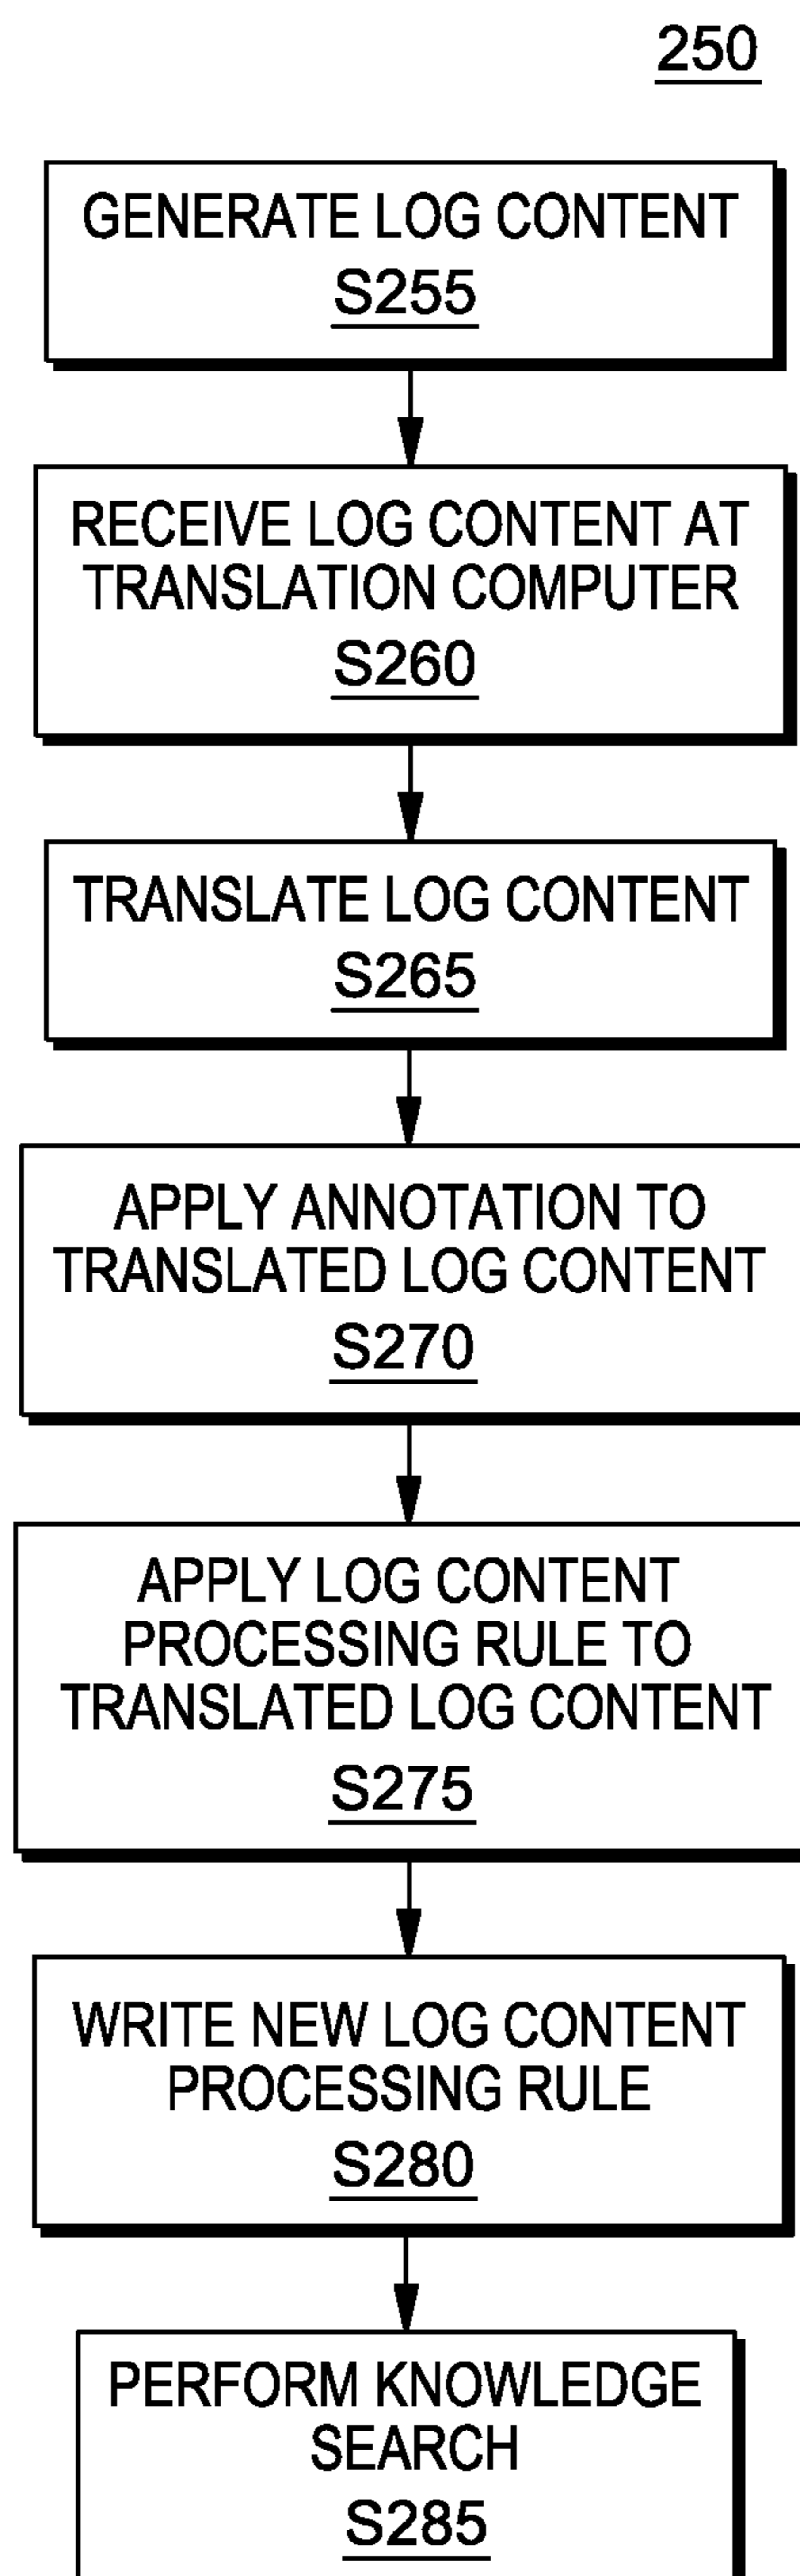 250
GENERATE LOG CONTENT
S255
RECEIVE LOG CONTENT AT
TRANSLATION COMPUTER
S260
TRANSLATE LOG CONTENT
S265
APPLY ANNOTATION TO
TRANSLATED LOG CONTENT
S270
APPLY LOG CONTENT
PROCESSING RULE TO
TRANSLATED LOG CONTENT
S275
WRITE NEW LOG CONTENT
PROCESSING RULE
S280
PERFORM KNOWLEDGE
SEARCH
S285